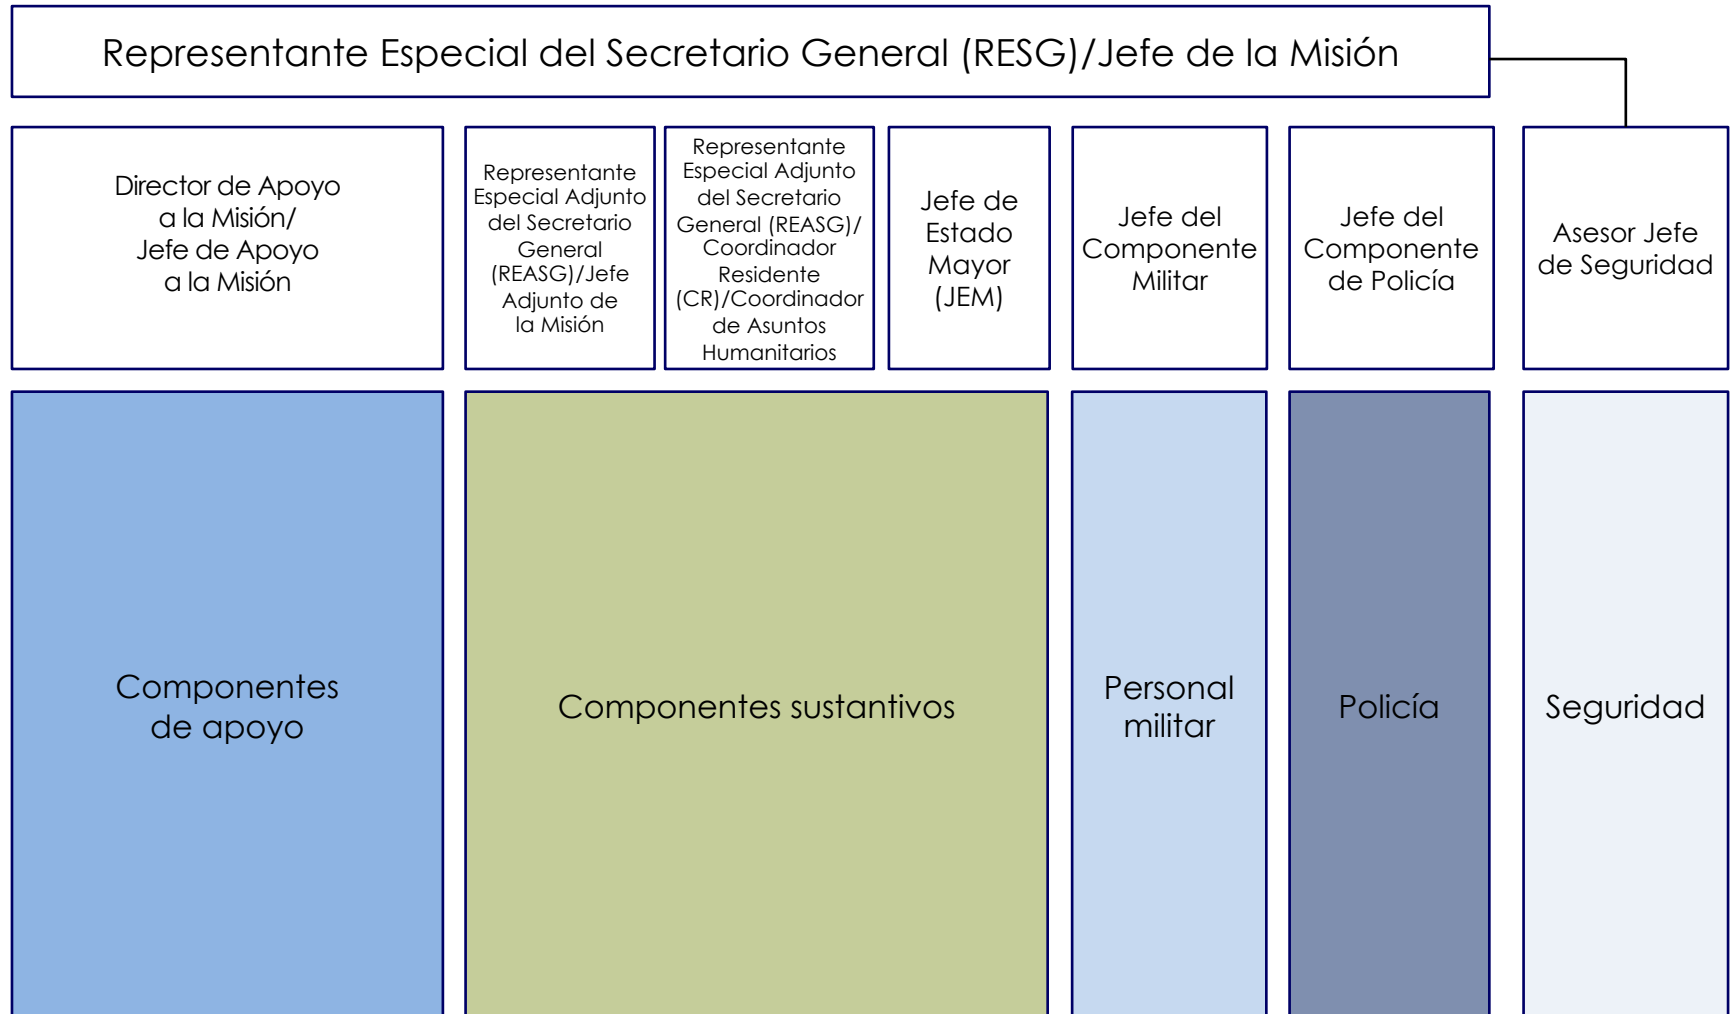 Representante Especial del Secretario General (RESG)/Jefe de la Misión
Director de Apoyo
a la Misión/
Jefe de Apoyo
a la Misión
Representante
Especial Adjunto
del Secretario
General
(REASG)/Jefe
Adjunto de
la Misión
Representante
Especial Adjunto
del Secretario
General (REASG)/
Coordinador
Residente
(CR)/Coordinador
de Asuntos
Humanitarios
Jefe de
Estado
Mayor
(JEM)
Jefe del
Componente
Militar
Jefe del
Componente
de Policía
Asesor Jefe
de Seguridad
Componentes
de apoyo
Componentes sustantivos
Personal
militar
Policía
Seguridad